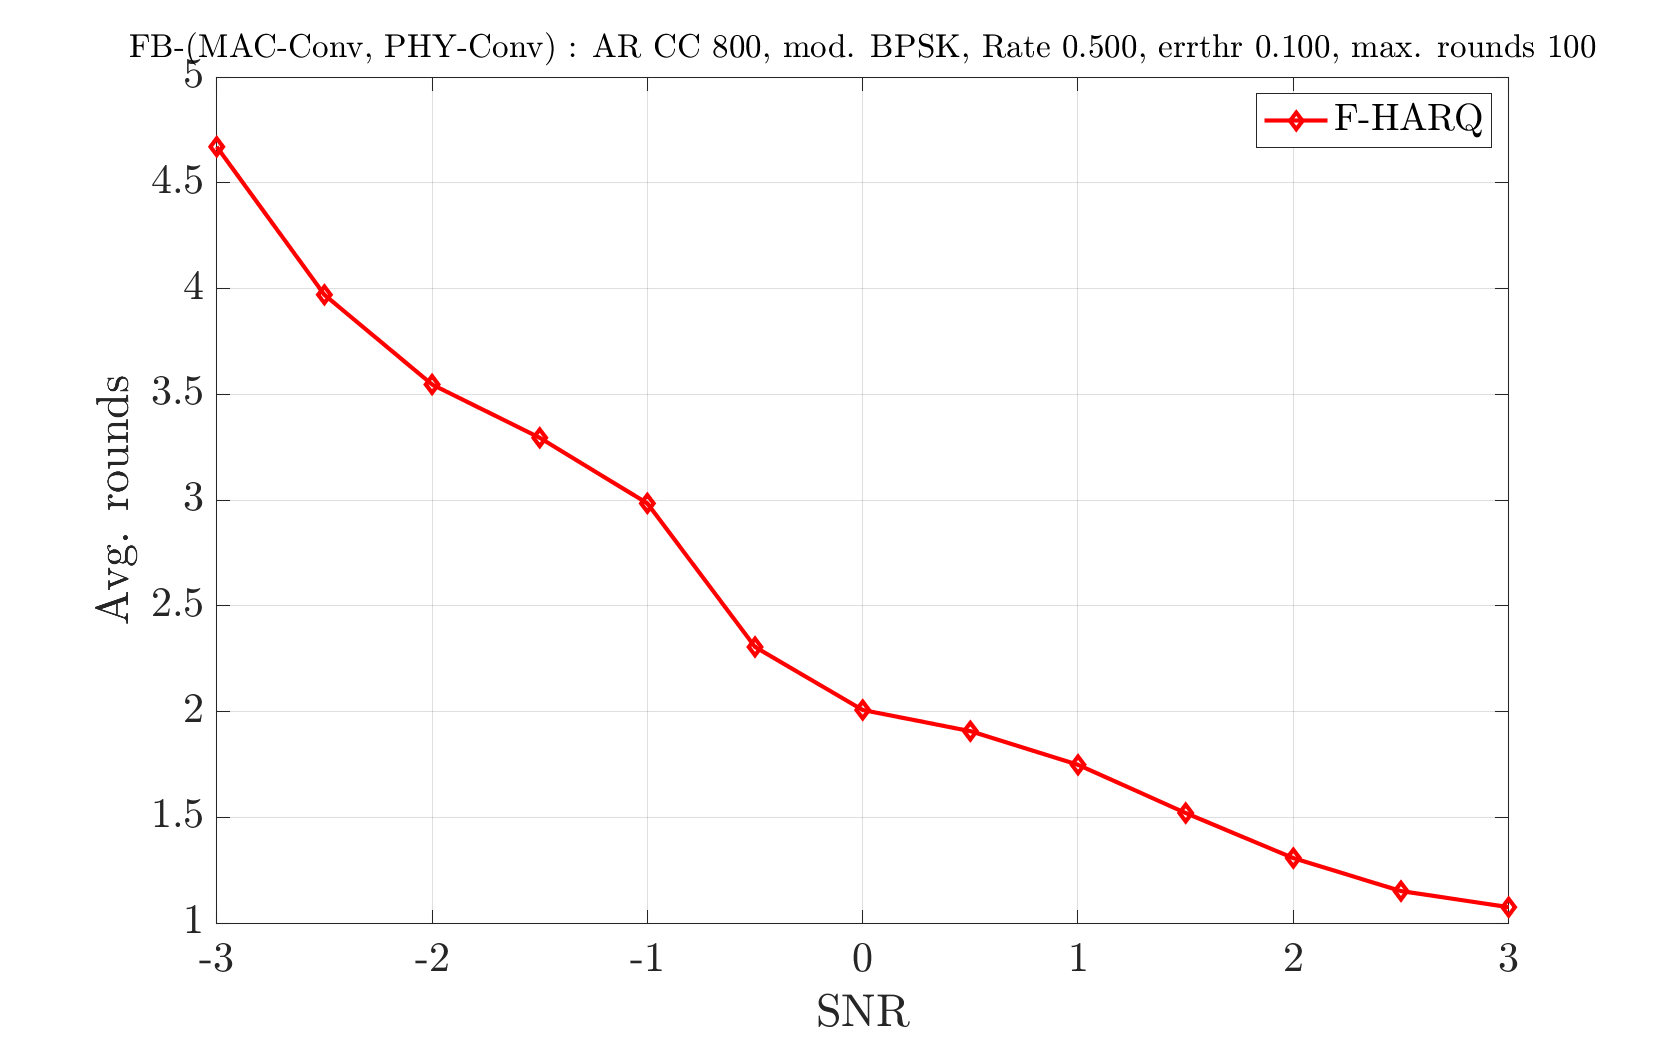 FB-(MAC-Conv, PHY-Conv) : AR CC 800, mod. BPSK, Rate 0.500, errthr 0.100, max. rounds 100
F-HARQ
5
4.5
4
3.5
3
2.5
2
1.5
1
Avg. rounds
-3 -2 -1 0 1 2 3
SNR